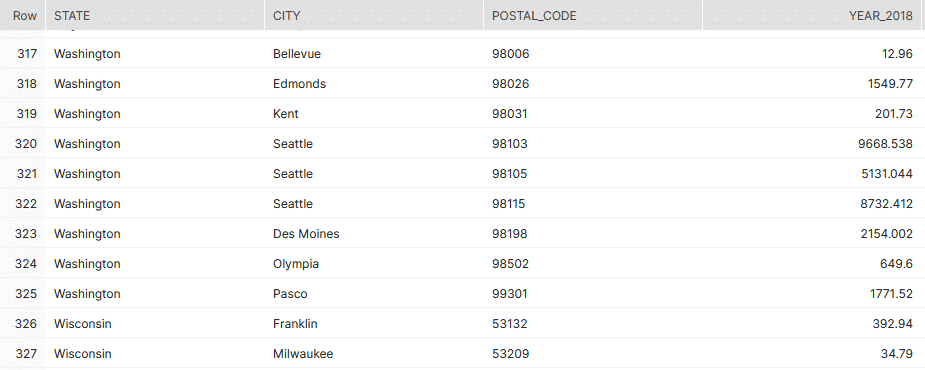 Row STATE CITY POSTAL_CODE YEAR_2018
317 Washington Bellevue 98006 12.96
318 Washington Edmonds 98026 1549.77
319 Washington Kent 98031 201.73
320 Washington Seattle 98103 9668.538
321 Washington Seattle 98105 5131.044
322 Washington Seattle 98115 8732.412
323 Washington Des Moines 98198 2154.002
324 Washington Olympia 98502 649.6
325 Washington Pasco 99301 1771.52
326 Wisconsin Franklin 53132 392.94
327 Wisconsin Milwaukee 53209 34.79